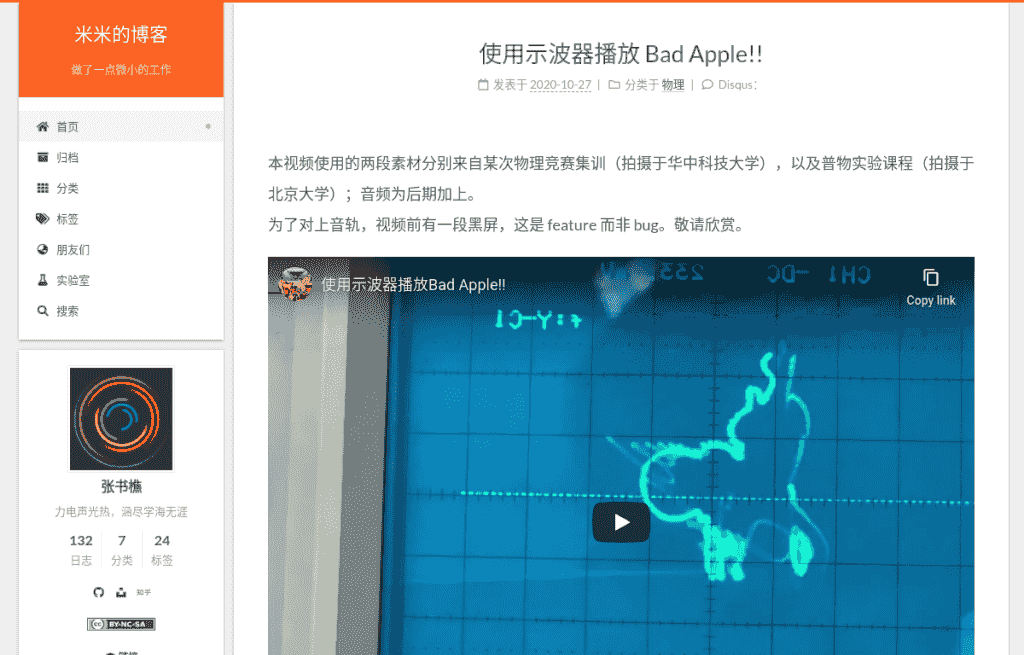 米米的博客
做了一点微小的工作
首页
归档
分类
标签
朋友们
实验室
搜索
张书樵
力电声光热，涵尽学海无涯
132 7 24
日志 分类 标签
知乎
BY-NC-SA
使用示波器播放 Bad Apple!!
发表于 2020-10-27 | 分类于 物理 | Disqus:
本视频使用的两段素材分别来自某次物理竞赛集训（拍摄于华中科技大学），以及普物实验课程（拍摄于
北京大学）；音频为后期加上。
为了对上音轨，视频前有一段黑屏，这是 feature 而非 bug。敬请欣赏。
使用示波器播放Bad Apple!!
Copy link
CH1 -DC-